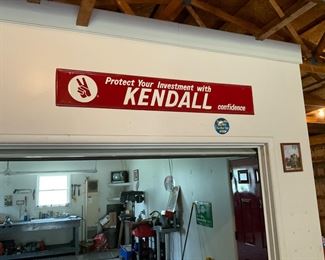 Protect Your Investment with
KENDALL
confidence